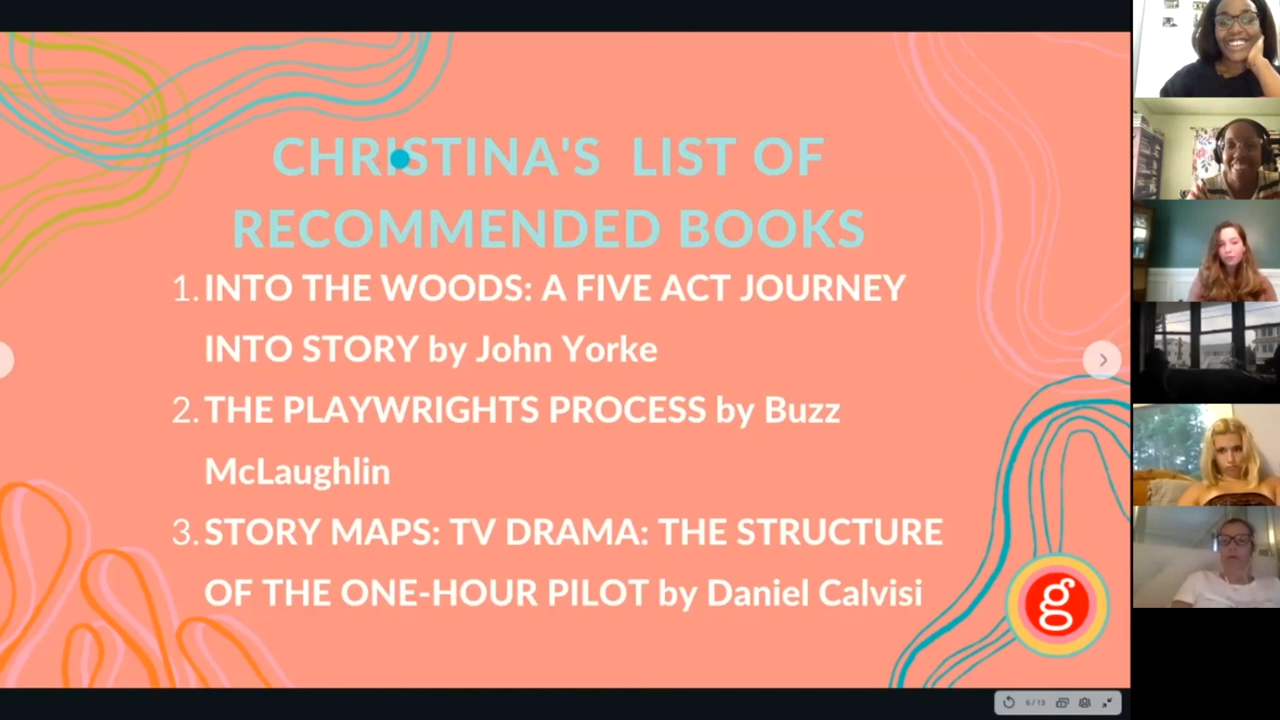 CHRISTINA'S LIST OF
RECOMMENDED BOOKS
1. INTO THE WOODS: A FIVE ACT JOURNEY
INTO STORY by John Yorke
2. THE PLAYWRIGHTS PROCESS by Buzz
McLaughlin
3. STORY MAPS: TV DRAMA: THE STRUCTURE
OF THE ONE-HOUR PILOT by Daniel Calvisi
g
6 / 13